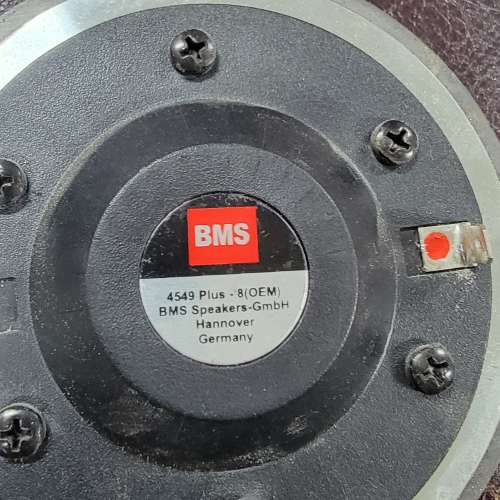 BMS
4549 Plus - 8(OEM)
BMS Speakers-GmbH
Hannover
Germany